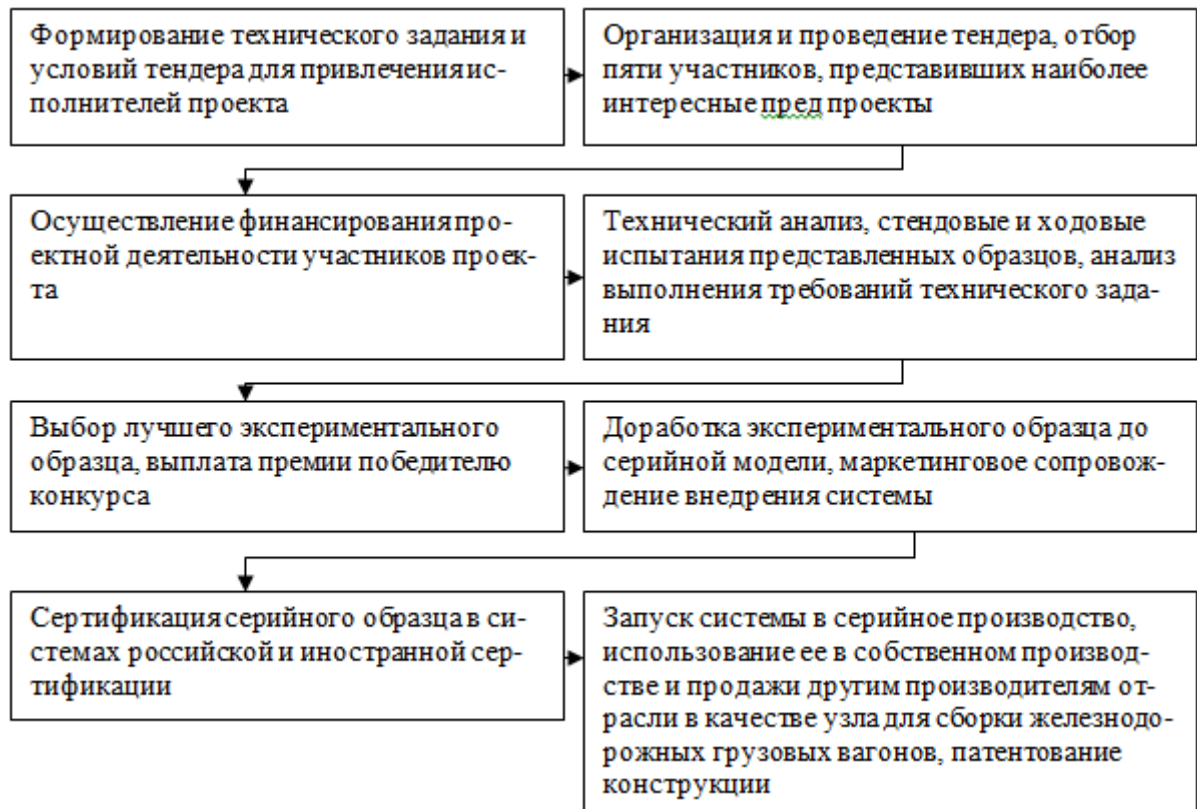 Формирование технического задания и
условий тендера для привлечения ис-
полнителей проекта
Организация и проведение тендера, отбор
пяти участников, представивших наиболее
интересные пред проекты
Осуществление финансирования про-
ектной деятельности участников проек-
та
Технический анализ, стендовые и ходовые
испытания представленных образцов, анализ
выполнения требований технического зада-
ния
Выбор лучшего экспериментального
образца, выплата премии победителю
конкурса
Доработка экспериментального образца до
серийной модели, маркетинговое сопровож-
дение внедрения системы
Сертификация серийного образца в си-
стемах российской и иностранной сер-
тификации
Запуск системы в серийное производство,
использование ее в собственном производ-
стве и продажи другим производителям от-
расли в качестве узла для сборки железнодо-
рожных грузовых вагонов, патентование
конструкции